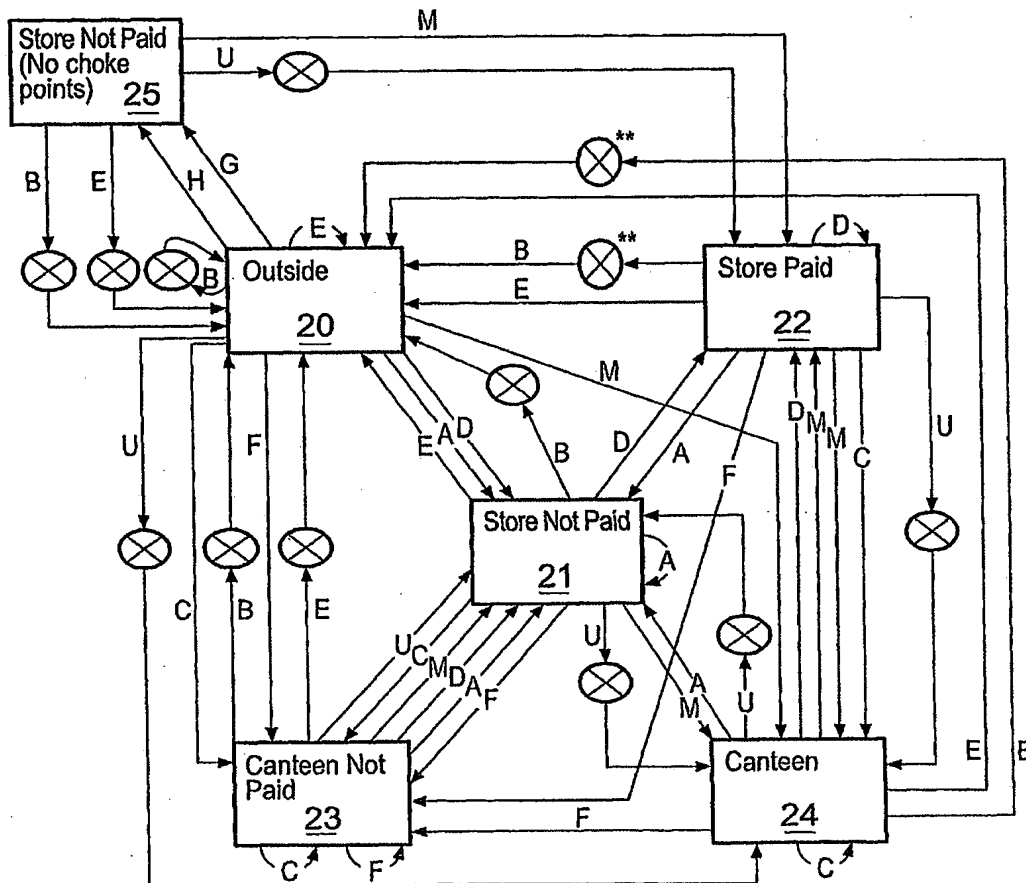 M
Store Not Paid
(No choke
points)
25
U
**
B
E
H
G
E
D
B
Outside
20
B
**
E
Store Paid
22
M
U
F
E
A
D
B
D
A
F
D
M
M
C
U
Store Not Paid
21
A
C
B
E
U
C
M
D
A
F
U
A
M
U
Canteen Not
Paid
23
F
Canteen
24
E
B
C
F
C